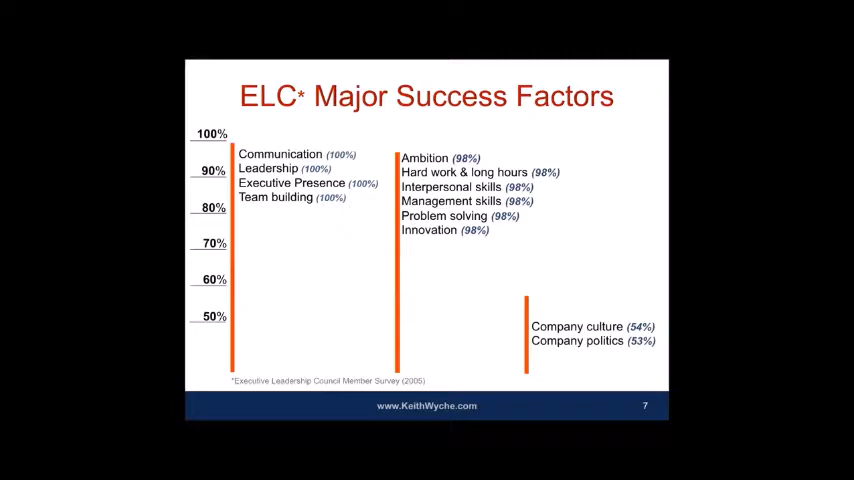 ELC* Major Success Factors
100%
90%
80%
70%
60%
50%
Communication (100%)
Leadership (100%)
Executive Presence (100%)
Team building (100%)
Ambition (98%)
Hard work & long hours (98%)
Interpersonal skills (98%)
Management skills (98%)
Problem solving (98%)
Innovation (98%)
Company culture (54%)
Company politics (53%)
*Executive Leadership Council Member Survey (2005)
www.KeithWyche.com
7